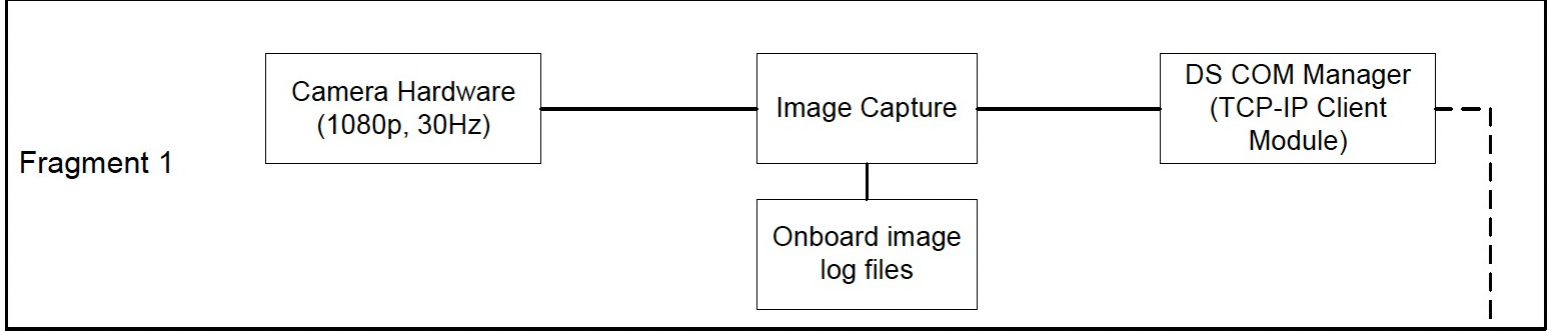 Fragment 1
Camera Hardware
(1080p, 30Hz)
Image Capture
DS COM Manager
(TCP-IP Client
Module)
Onboard image
log files